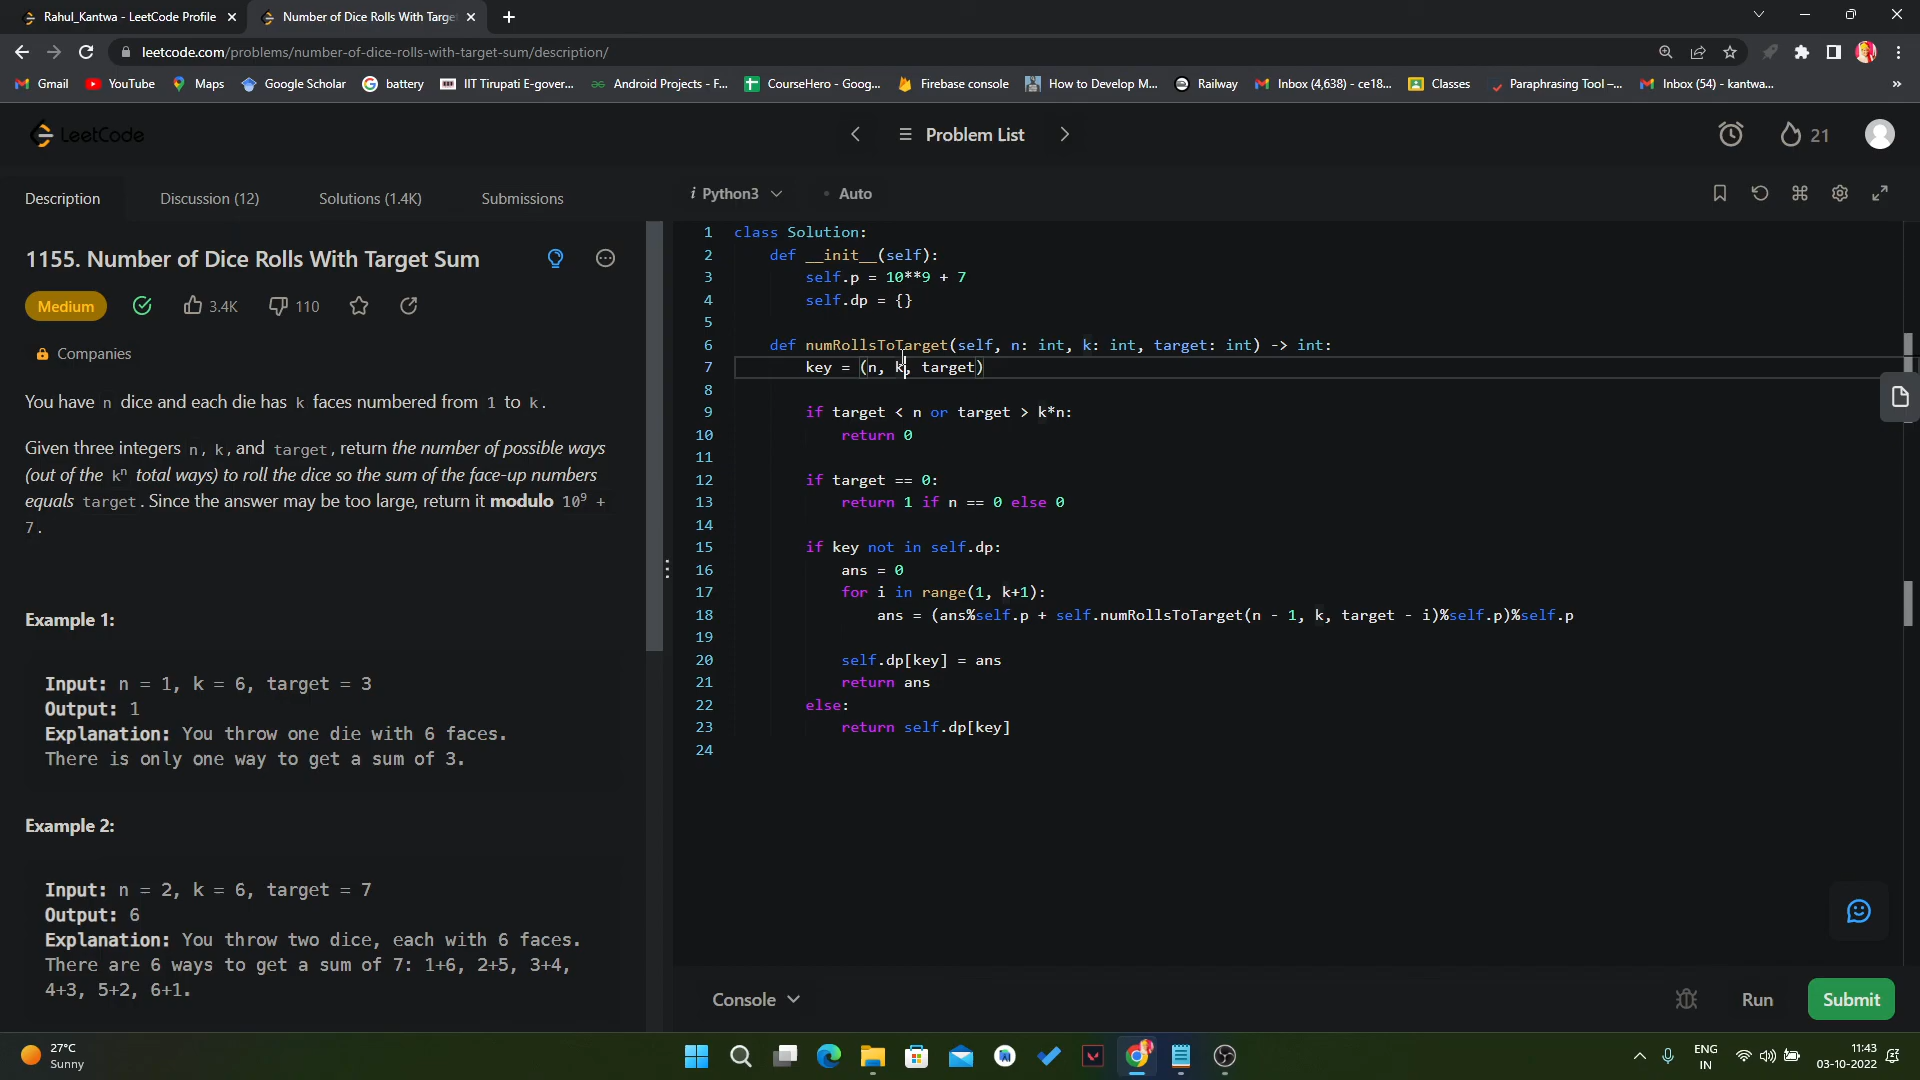 Rahul_Kantwa - LeetCode Profile
Number of Dice Rolls With Targe
leetcode.com/problems/number-of-dice-rolls-with-target-sum/description/
Gmail YouTube Maps Google Scholar battery IIT Tirupati E-gover... Android Projects - F... CourseHero - Goog... Firebase console How to Develop M... Railway Inbox (4,638) - ce18... Classes Paraphrasing Tool –... Inbox (54) - kantwa...
LeetCode
Problem List
21
Description Discussion (12) Solutions (1.4K) Submissions
1155. Number of Dice Rolls With Target Sum
Medium 3.4K 110
Companies
You have n dice and each die has k faces numbered from 1 to k.
Given three integers n, k, and target, return the number of possible ways
(out of the kⁿ total ways) to roll the dice so the sum of the face-up numbers
equals target. Since the answer may be too large, return it modulo 10⁹ +
7.
Example 1:
Input: n = 1, k = 6, target = 3
Output: 1
Explanation: You throw one die with 6 faces.
There is only one way to get a sum of 3.
Example 2:
Input: n = 2, k = 6, target = 7
Output: 6
Explanation: You throw two dice, each with 6 faces.
There are 6 ways to get a sum of 7: 1+6, 2+5, 3+4,
4+3, 5+2, 6+1.
i Python3 Auto
1 class Solution:
2 def __init__(self):
3 self.p = 10**9 + 7
4 self.dp = {}
5
6 def numRollsToTarget(self, n: int, k: int, target: int) -> int:
7 key = (n, k, target)
8
9 if target < n or target > k*n:
10 return 0
11
12 if target == 0:
13 return 1 if n == 0 else 0
14
15 if key not in self.dp:
16 ans = 0
17 for i in range(1, k+1):
18 ans = (ans%self.p + self.numRollsToTarget(n - 1, k, target - i)%self.p)%self.p
19
20 self.dp[key] = ans
21 return ans
22 else:
23 return self.dp[key]
24
Console Run Submit
27°C
Sunny
ENG
IN
11:43
03-10-2022